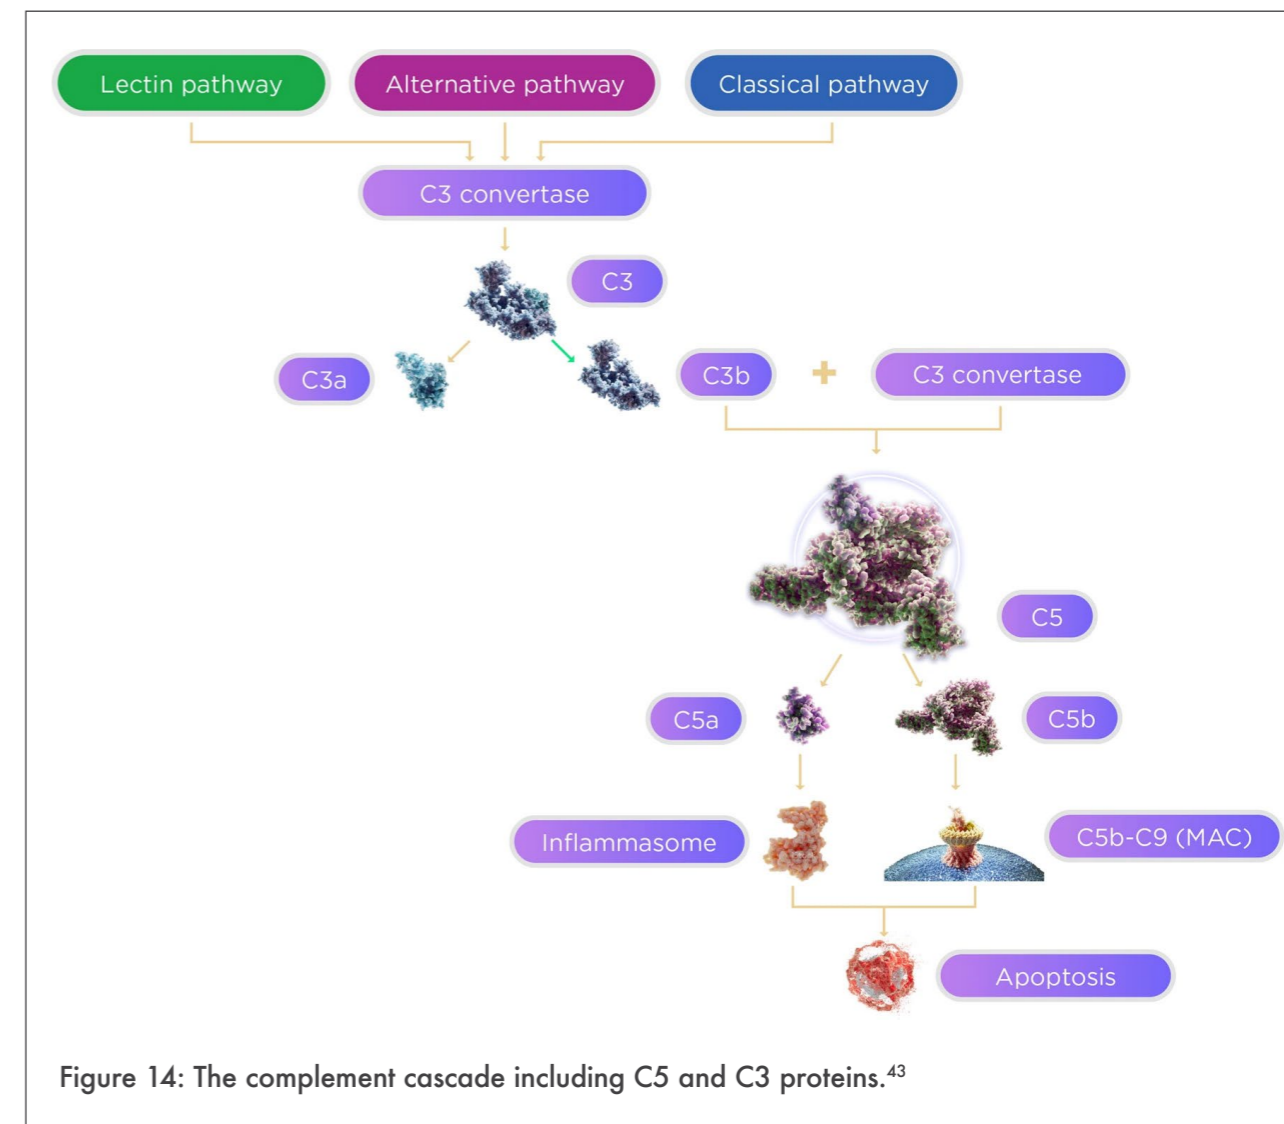 Lectin pathway
Alternative pathway
Classical pathway
C3 convertase
C3
C3a
C3b
+
C3 convertase
C5
C5a
C5b
Inflammasome
C5b-C9 (MAC)
Apoptosis
Figure 14: The complement cascade including C5 and C3 proteins.⁴³